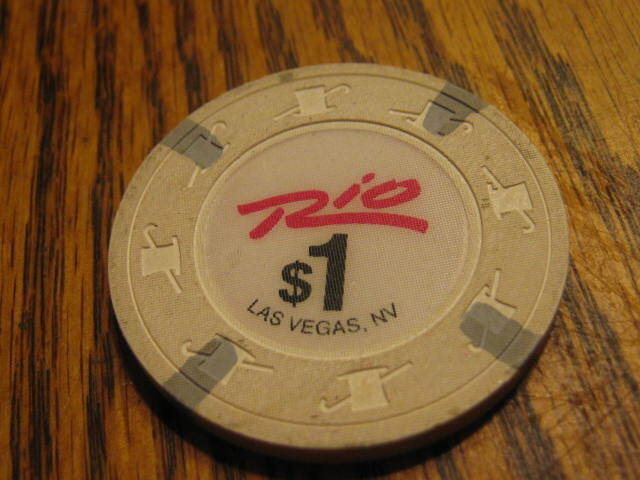 Rio
$1
LAS VEGAS, NV